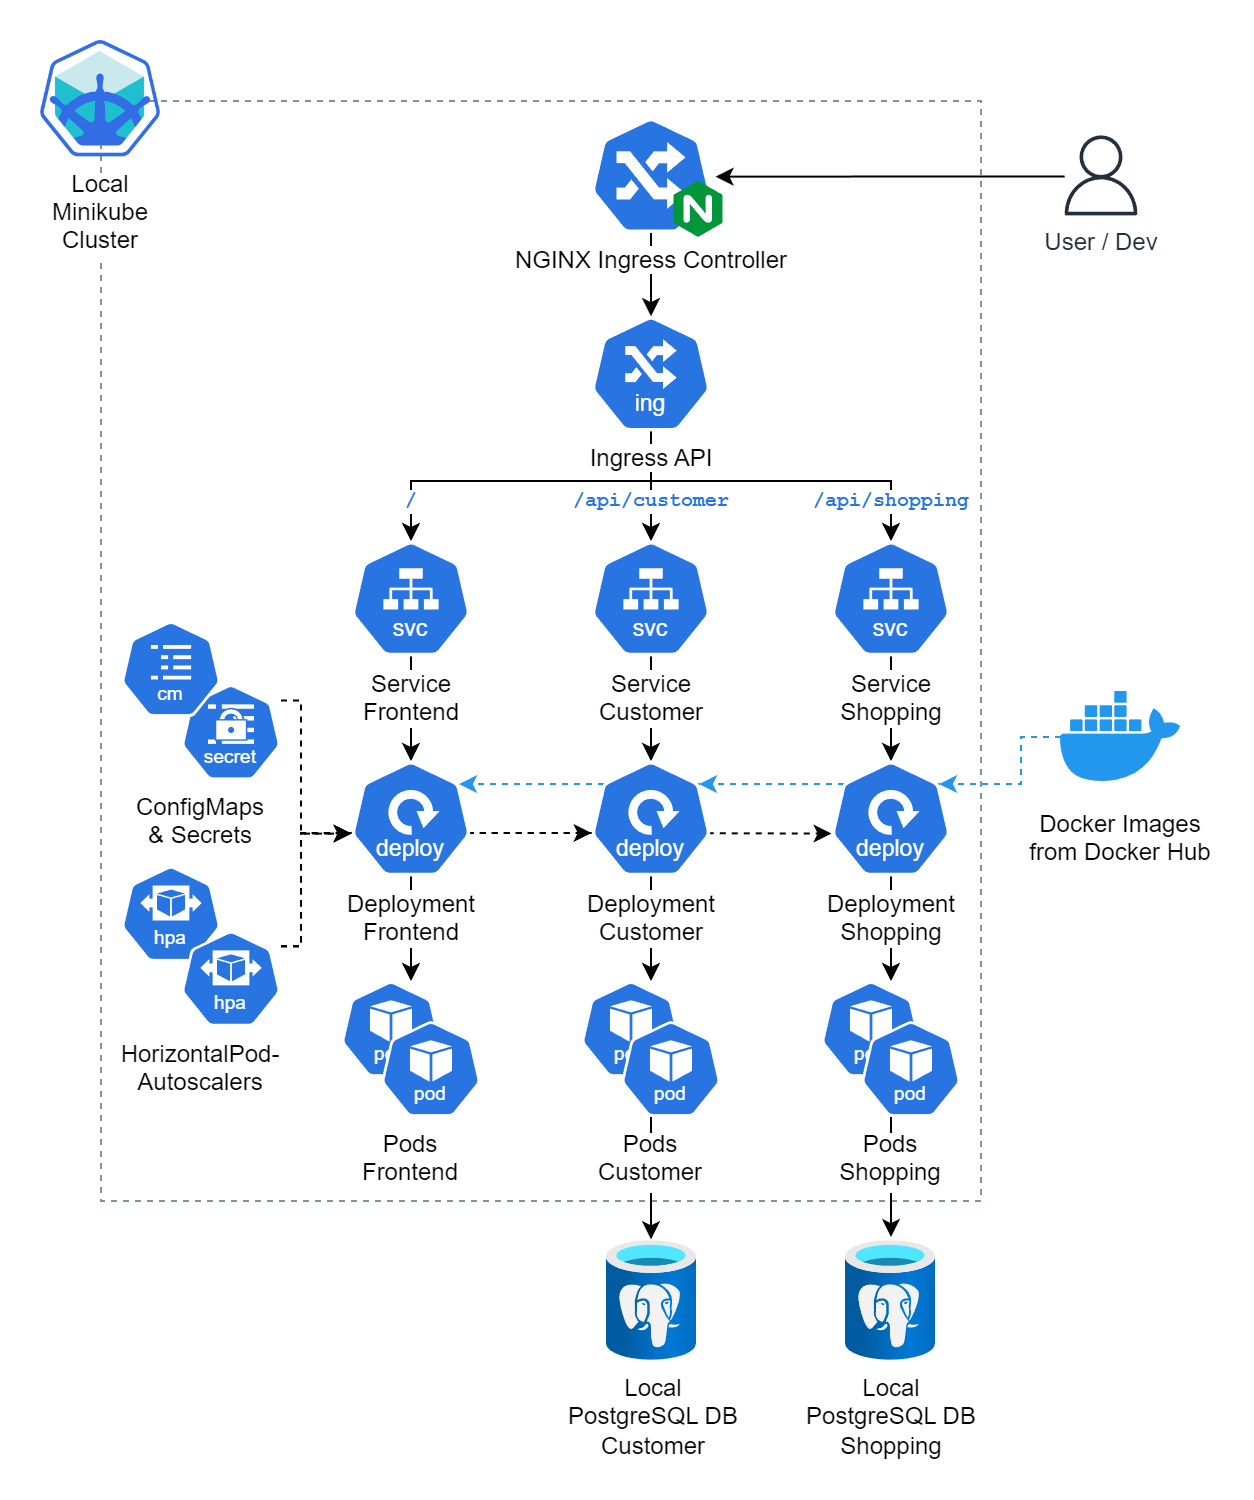 Local
Minikube
Cluster
User / Dev
NGINX Ingress Controller
ing
Ingress API
/
/api/customer
/api/shopping
svc
svc
svc
Service
Frontend
Service
Customer
Service
Shopping
cm
secret
ConfigMaps
& Secrets
Docker Images
from Docker Hub
deploy
deploy
deploy
Deployment
Frontend
Deployment
Customer
Deployment
Shopping
hpa
hpa
HorizontalPod-
Autoscalers
po
pod
po
pod
po
pod
Pods
Frontend
Pods
Customer
Pods
Shopping
Local
PostgreSQL DB
Customer
Local
PostgreSQL DB
Shopping